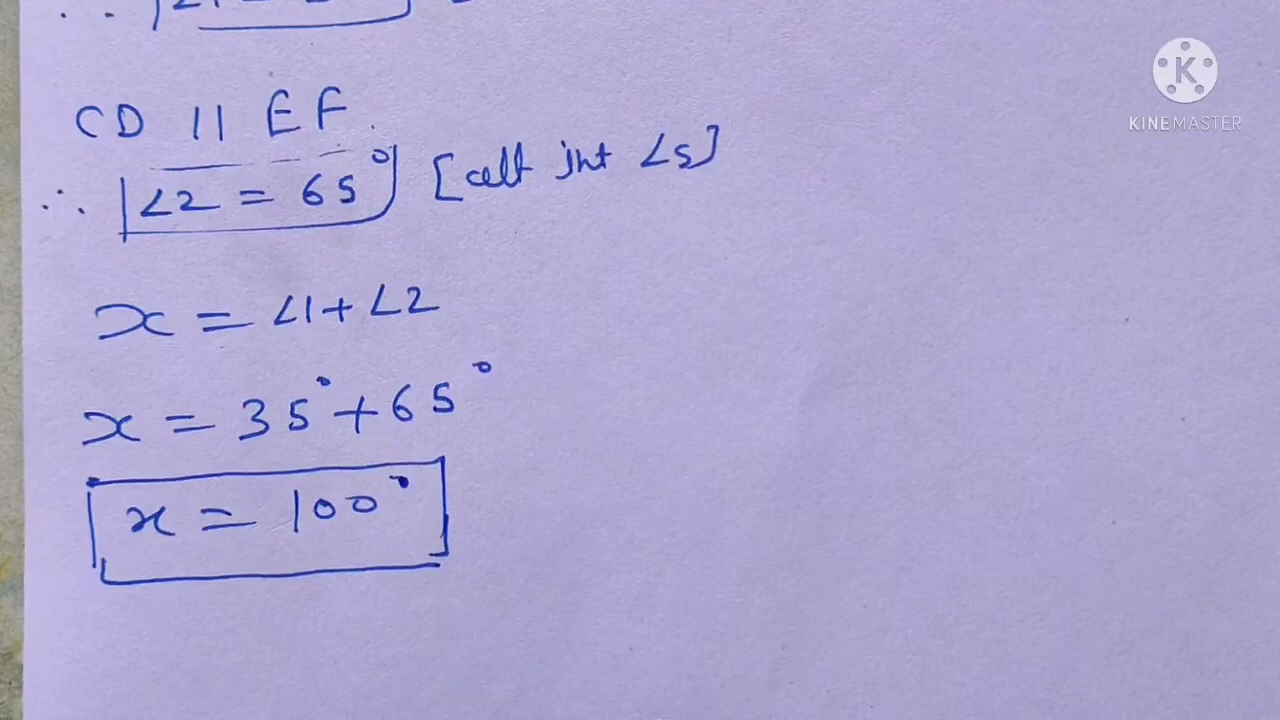 CD || EF.
∴ ∠2 = 65° [alt int ∠s]
x = ∠1 + ∠2
x = 35° + 65°
x = 100°
K
KINEMASTER